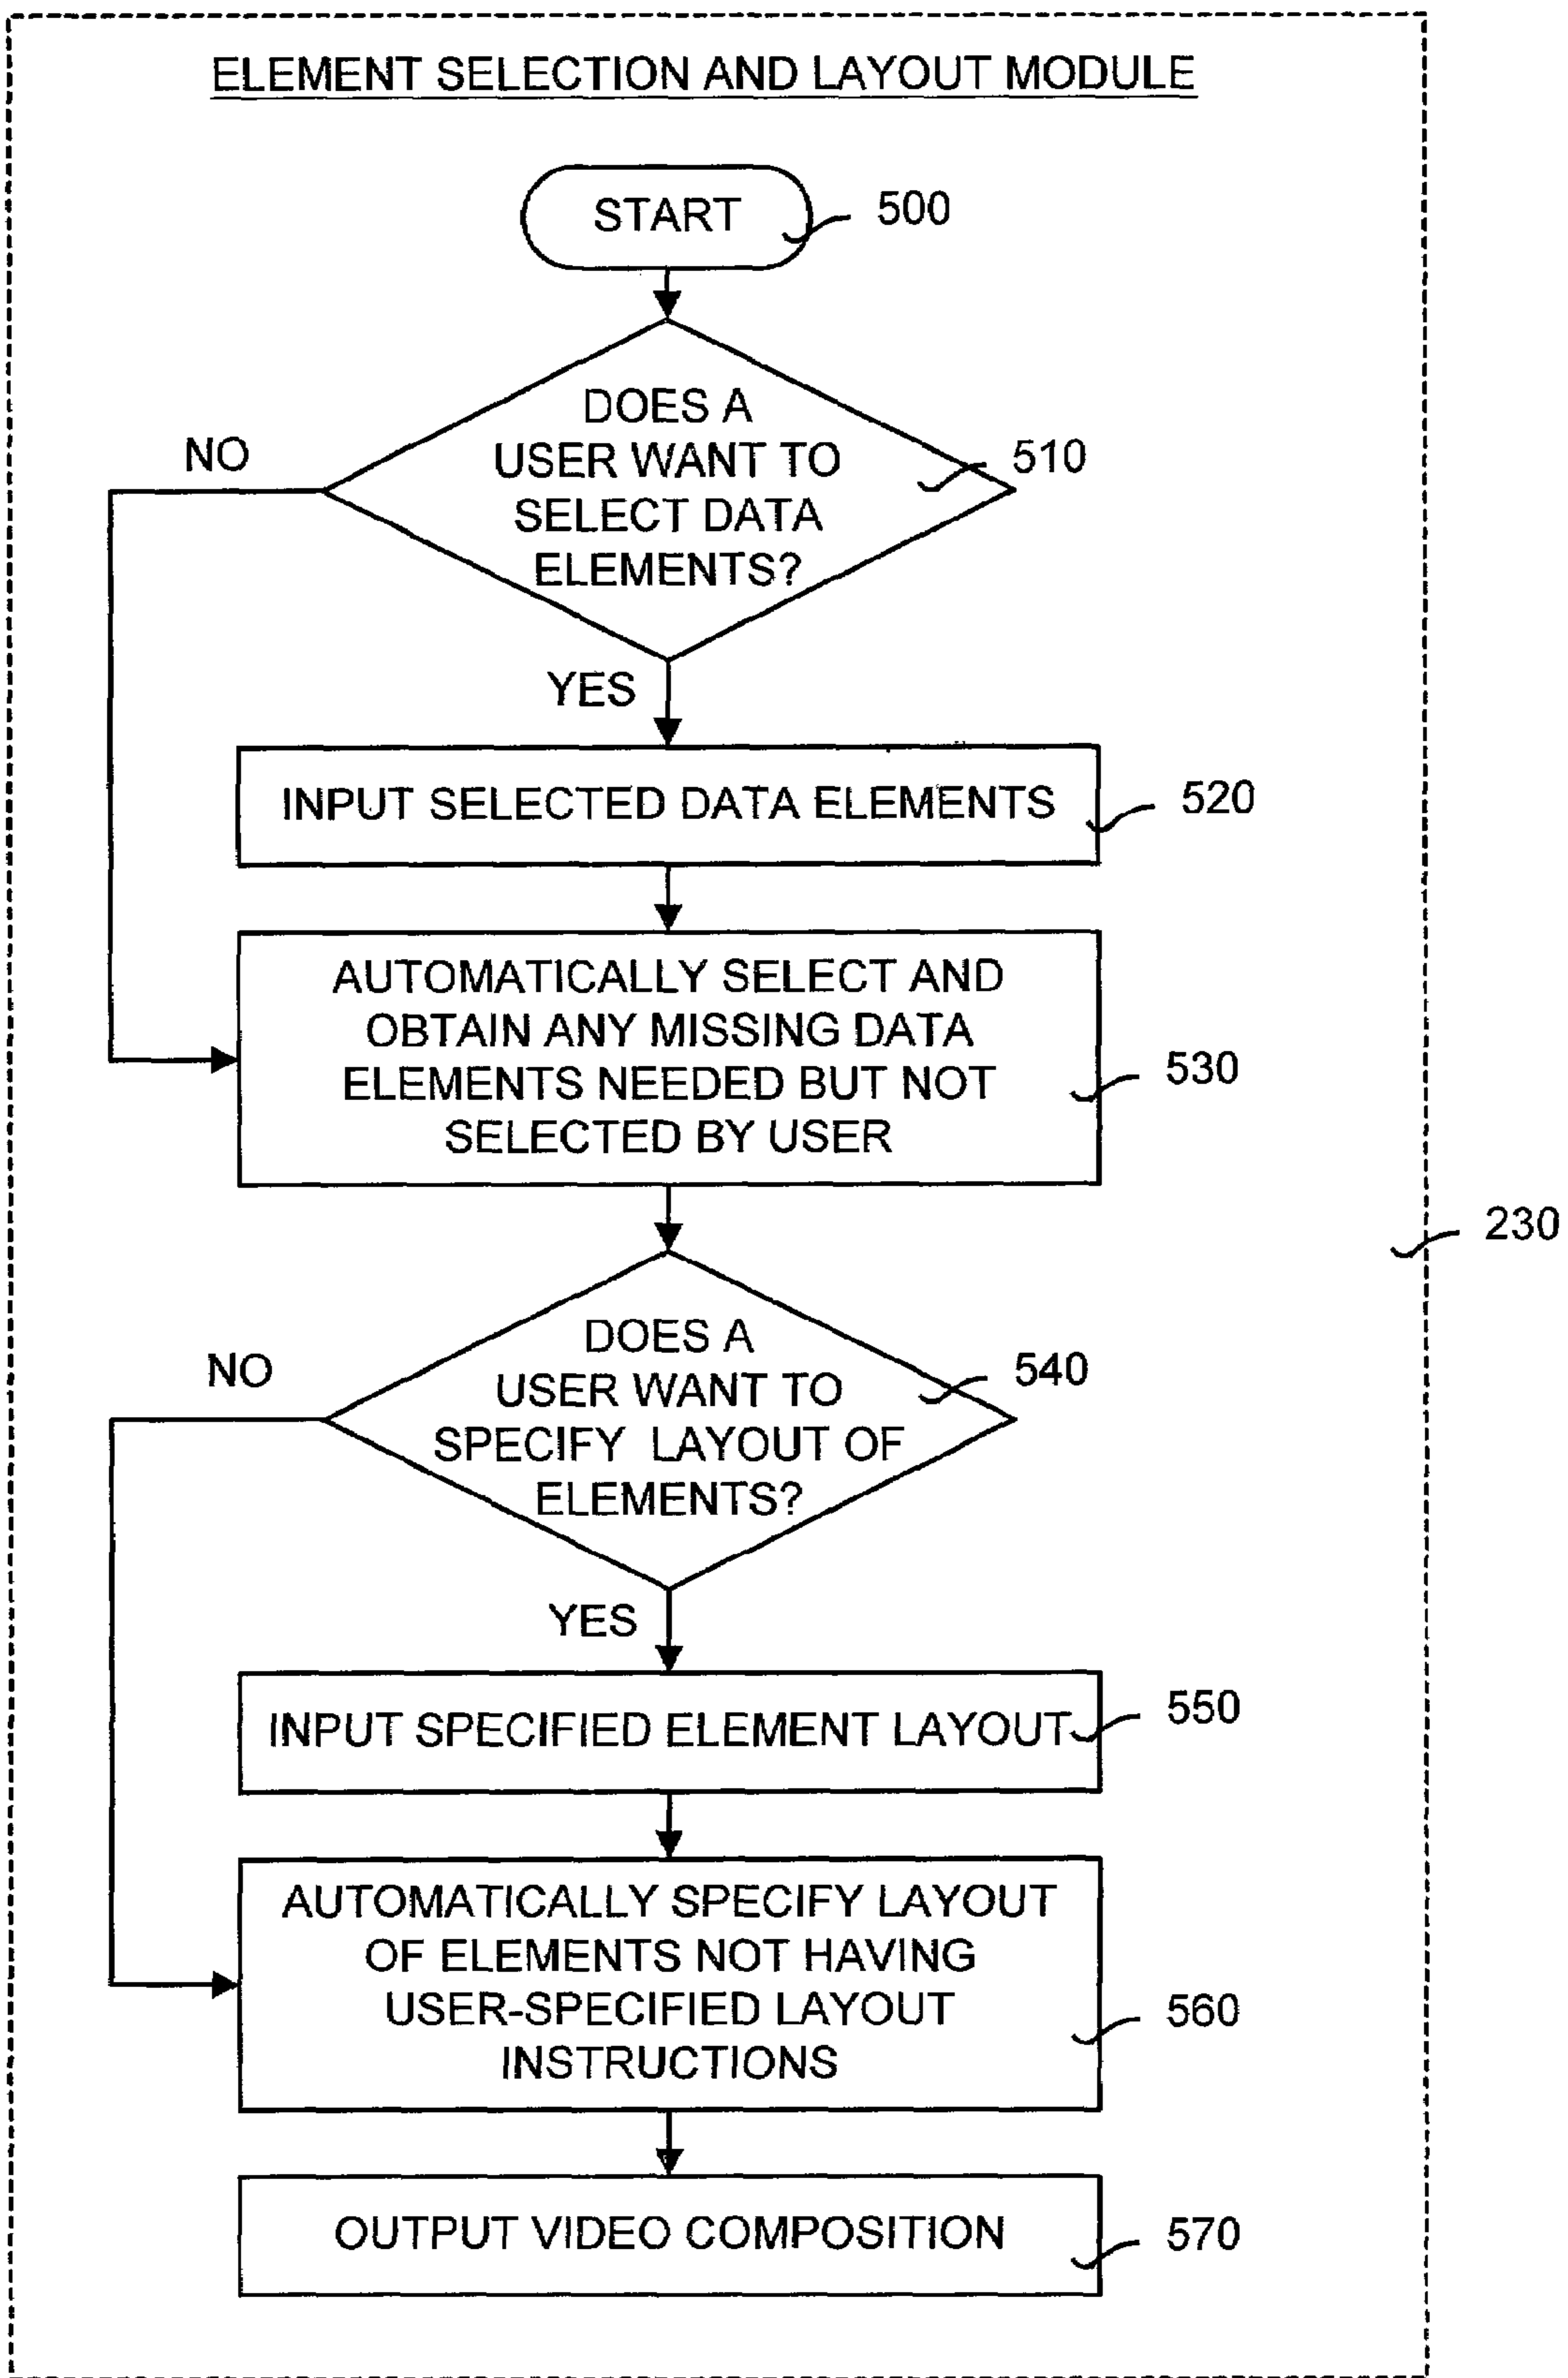 ELEMENT SELECTION AND LAYOUT MODULE
START
500
DOES A
USER WANT TO
SELECT DATA
ELEMENTS?
510
NO
YES
INPUT SELECTED DATA ELEMENTS
520
AUTOMATICALLY SELECT AND
OBTAIN ANY MISSING DATA
ELEMENTS NEEDED BUT NOT
SELECTED BY USER
530
230
DOES A
USER WANT TO
SPECIFY LAYOUT OF
ELEMENTS?
540
NO
YES
INPUT SPECIFIED ELEMENT LAYOUT
550
AUTOMATICALLY SPECIFY LAYOUT
OF ELEMENTS NOT HAVING
USER-SPECIFIED LAYOUT
INSTRUCTIONS
560
OUTPUT VIDEO COMPOSITION
570